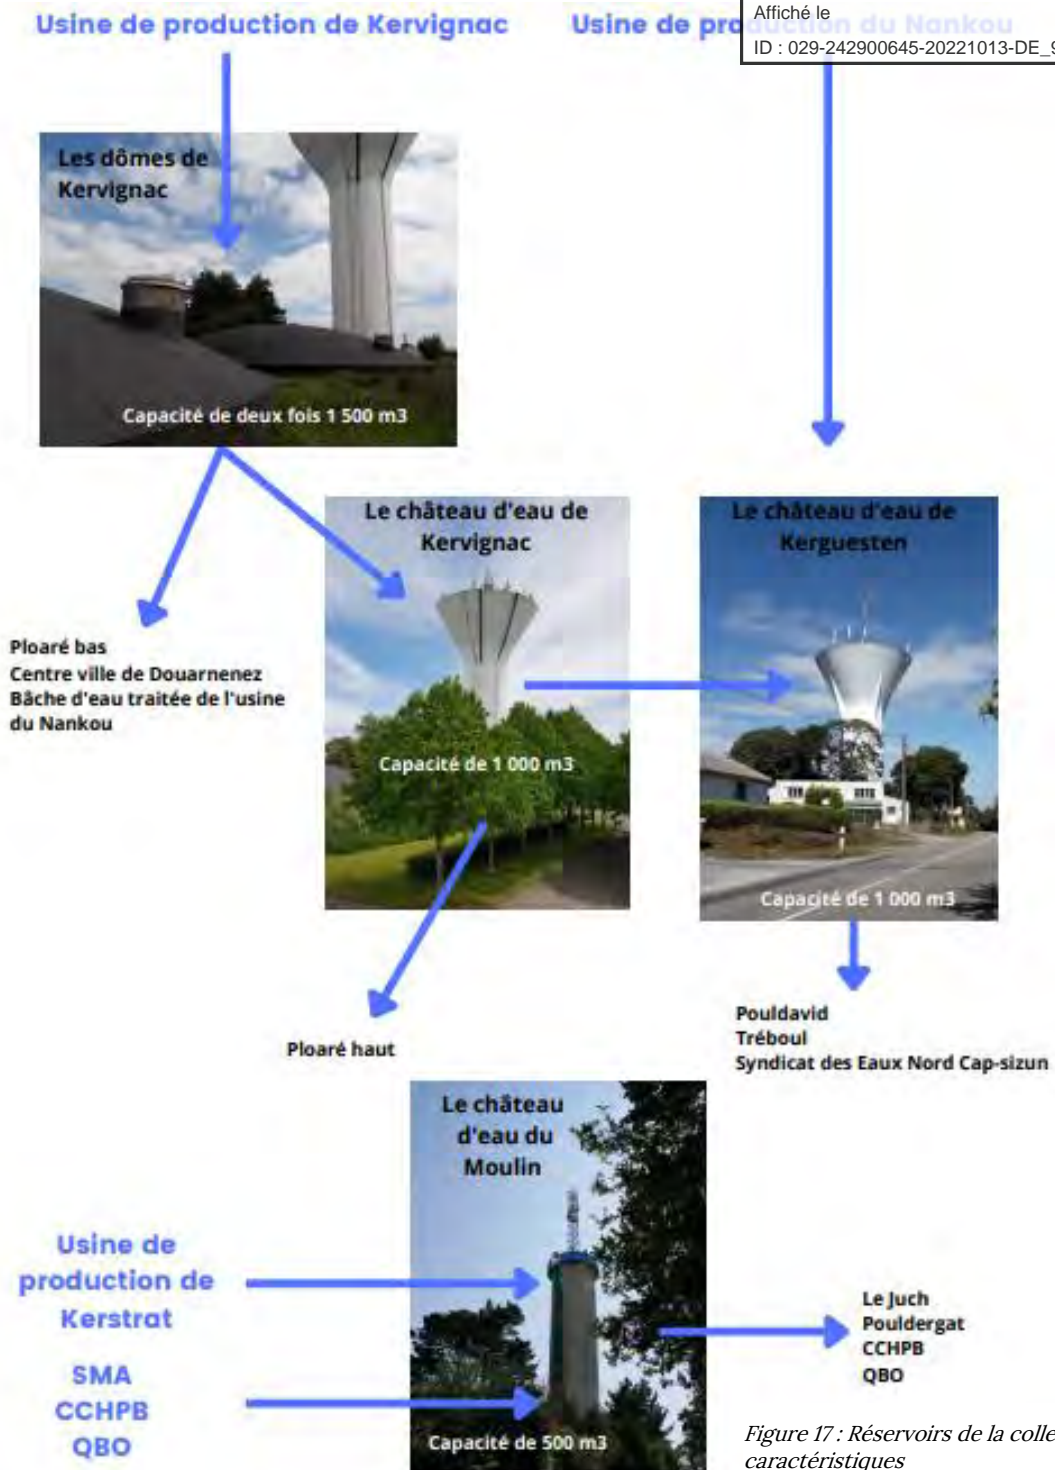 Affiché le
ID : 029-242900645-20221013-DE_9
Usine de production de Kervignac
Usine de production du Nankou
Les dômes de
Kervignac
Capacité de deux fois 1 500 m3
Le château d'eau de
Kervignac
Capacité de 1 000 m3
Le château d'eau de
Kerguesten
Capacité de 1 000 m3
Ploaré bas
Centre ville de Douarnenez
Bâche d'eau traitée de l'usine
du Nankou
Ploaré haut
Pouldavid
Tréboul
Syndicat des Eaux Nord Cap-sizun
Le château
d'eau du
Moulin
Capacité de 500 m3
Usine de
production de
Kerstrat
SMA
CCHPB
QBO
Le Juch
Pouldergat
CCHPB
QBO
Figure 17 : Réservoirs de la colle
caractéristiques